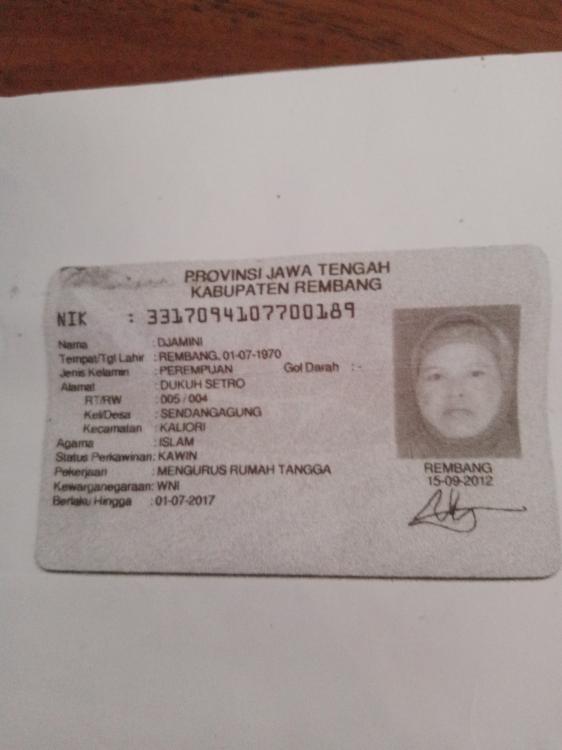 PROVINSI JAWA TENGAH
KABUPATEN REMBANG
NIK : 3317094107700189
Nama : DJAMINI
Tempat/Tgl Lahir : REMBANG, 01-07-1970
Jenis Kelamin : PEREMPUAN Gol Darah : -
Alamat : DUKUH SETRO
RT/RW : 005 / 004
Kel/Desa : SENDANGAGUNG
Kecamatan : KALIORI
Agama : ISLAM
Status Perkawinan: KAWIN
Pekerjaan : MENGURUS RUMAH TANGGA
Kewarganegaraan: WNI
Berlaku Hingga : 01-07-2017
REMBANG
15-09-2012